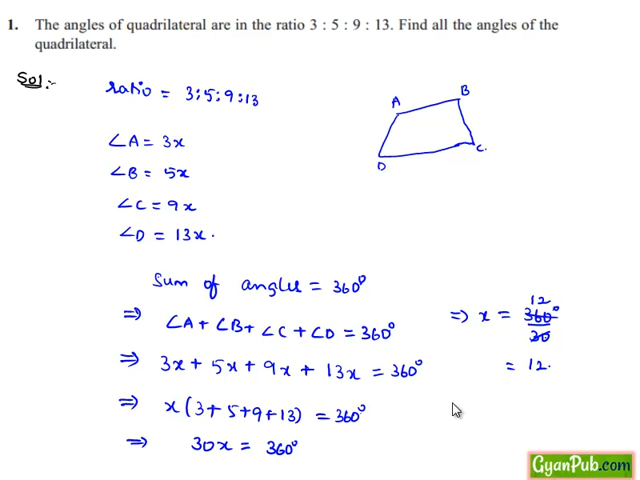 1. The angles of quadrilateral are in the ratio 3 : 5 : 9 : 13. Find all the angles of the
quadrilateral.
Sol:-
ratio = 3:5:9:13
A
B
C.
D
∠A = 3x
∠B = 5x
∠C = 9x
∠D = 13x.
Sum of angles = 360°
⇒ ∠A + ∠B + ∠C + ∠D = 360°
⇒ 3x + 5x + 9x + 13x = 360°
⇒ x(3+5+9+13) = 360°
⇒ 30x = 360°
12
⇒ x = 360°
30
= 12.
GyanPub.com